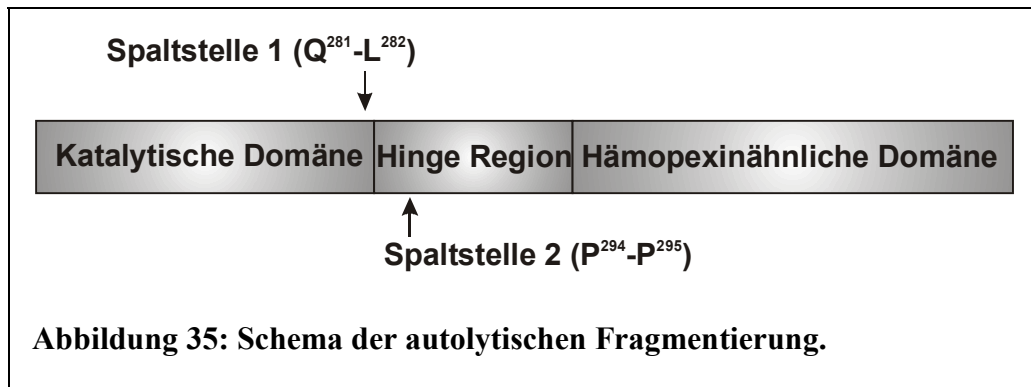 Spaltstelle 1 (Q²⁸¹-L²⁸²)
Katalytische Domäne Hinge Region Hämopexinähnliche Domäne
Spaltstelle 2 (P²⁹⁴-P²⁹⁵)
Abbildung 35: Schema der autolytischen Fragmentierung.